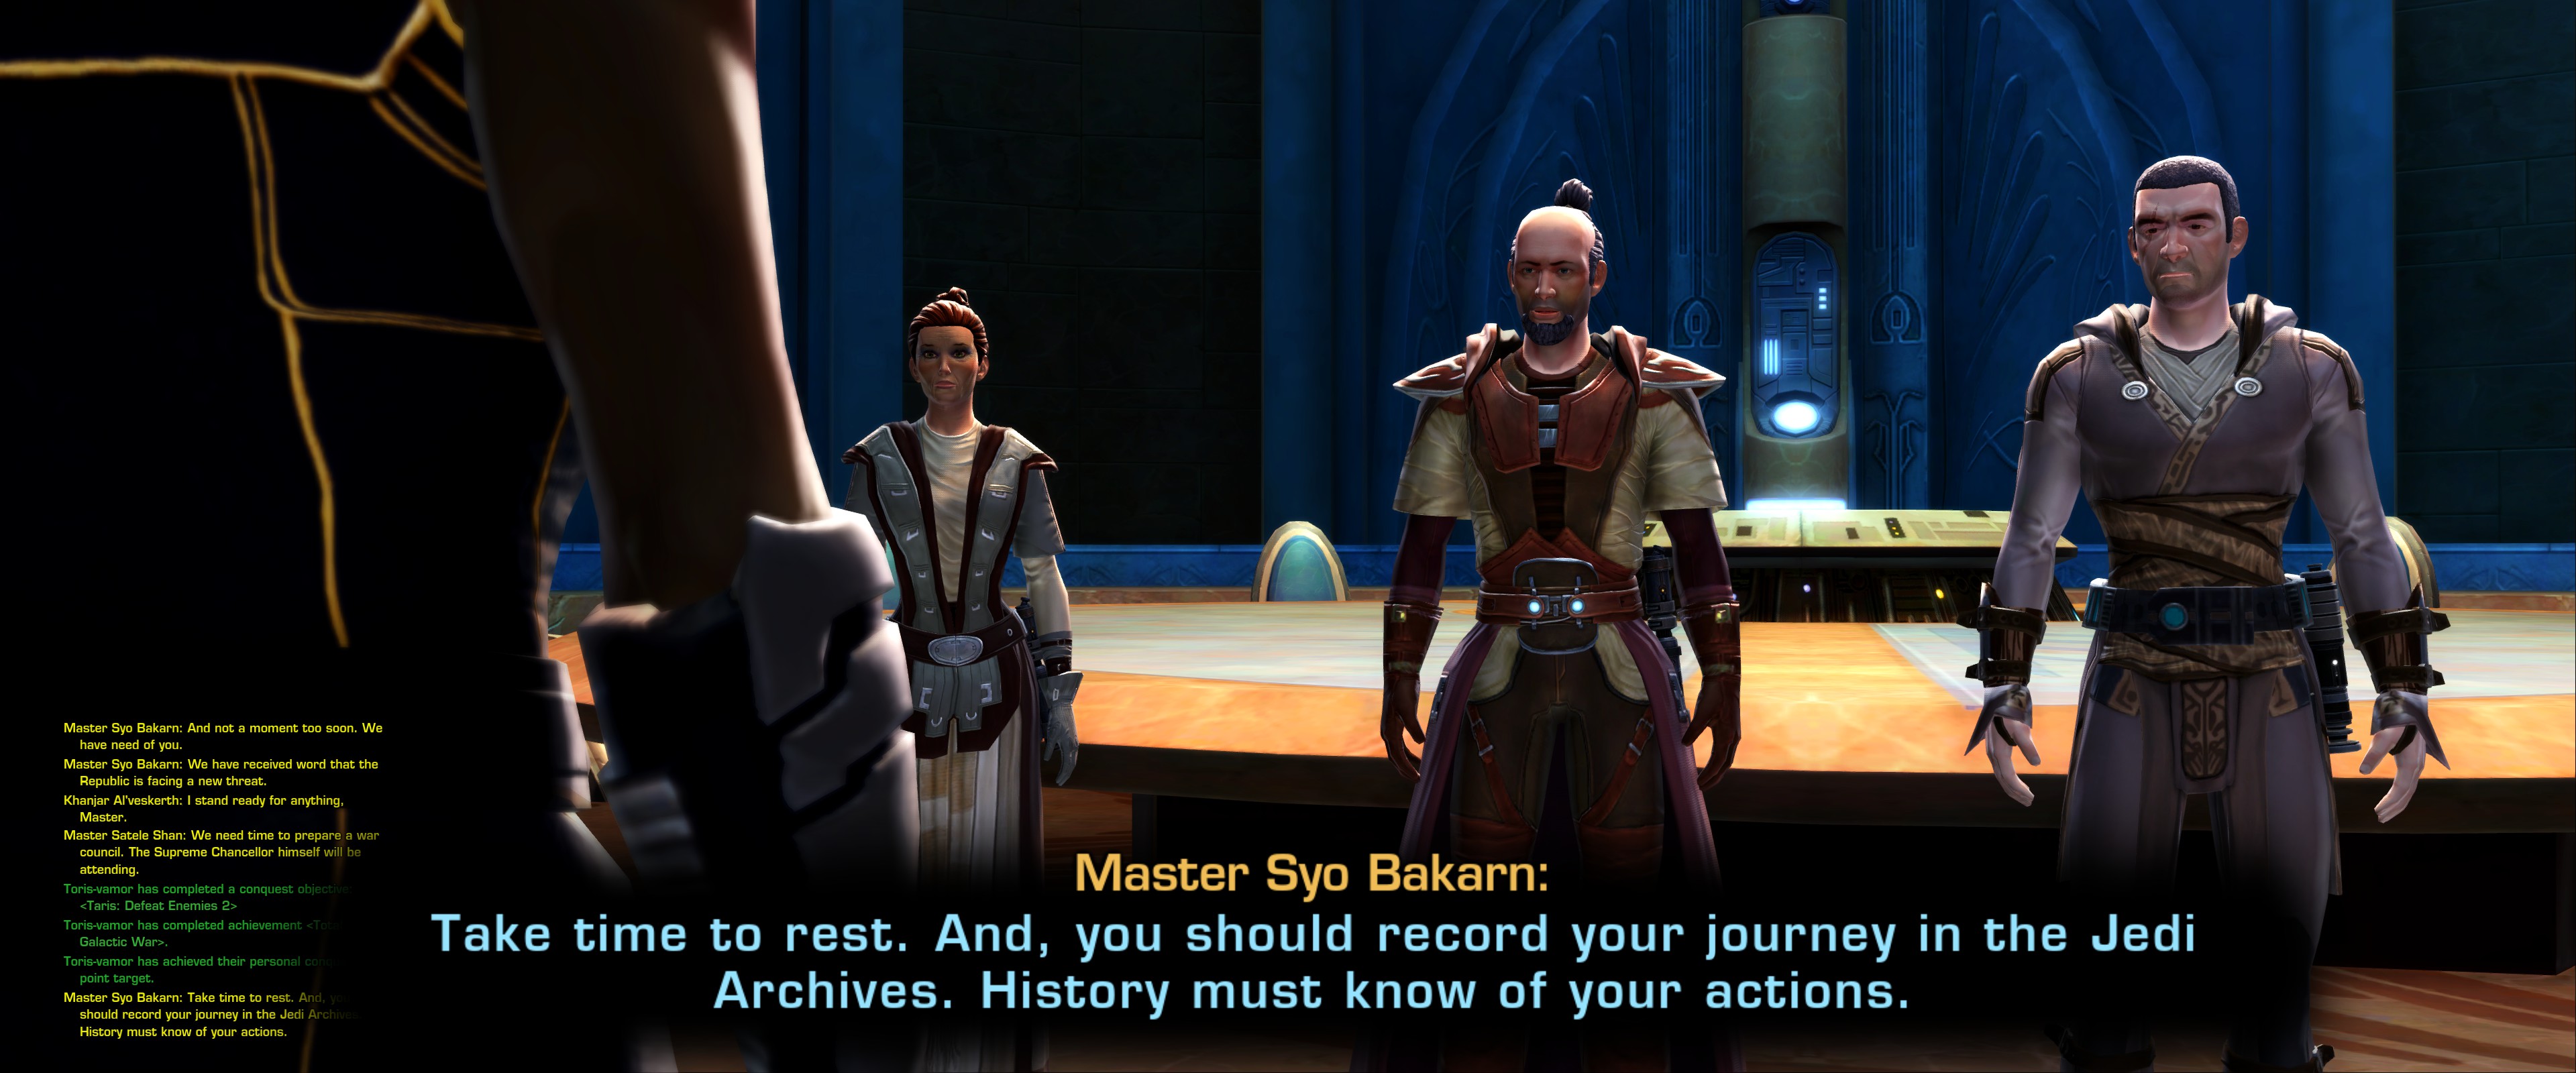 Master Syo Bakarn: And not a moment too soon. We
have need of you.
Master Syo Bakarn: We have received word that the
Republic is facing a new threat.
Khanjar Al'veskerth: I stand ready for anything,
Master.
Master Satele Shan: We need time to prepare a war
council. The Supreme Chancellor himself will be
attending.
Toris-vamor has completed a conquest objective
<Taris: Defeat Enemies 2>
Toris-vamor has completed achievement
Galactic War>.
Toris-vamor has achieved their personal
point target.
Master Syo Bakarn: Take time to rest. And, you
should record your journey in the Jedi Archives.
History must know of your actions.
Master Syo Bakarn:
Take time to rest. And, you should record your journey in the Jedi
Archives. History must know of your actions.